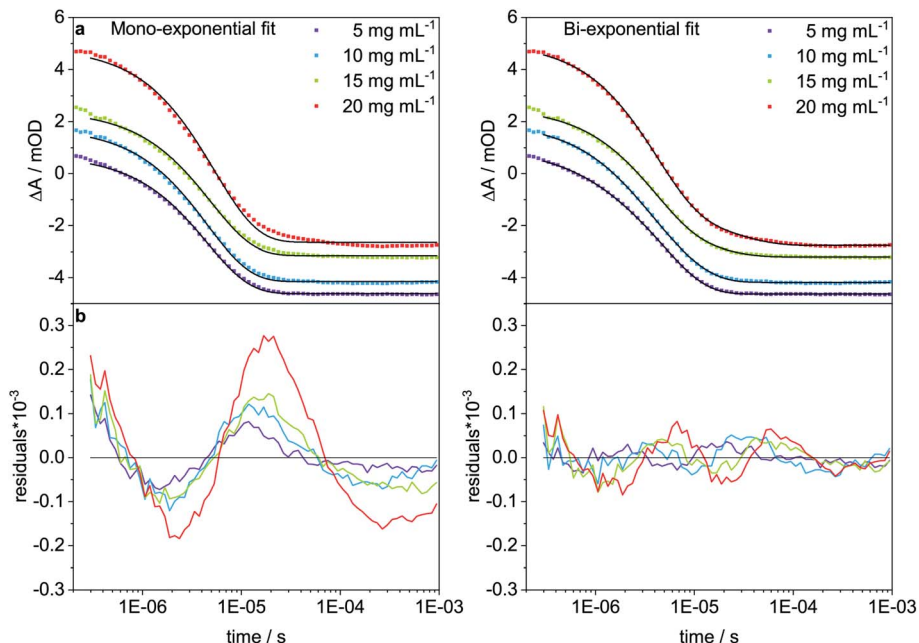 a
Mono-exponential fit
5 mg mL⁻¹
10 mg mL⁻¹
15 mg mL⁻¹
20 mg mL⁻¹
6
4
2
0
-2
-4
ΔA / mOD
Bi-exponential fit
5 mg mL⁻¹
10 mg mL⁻¹
15 mg mL⁻¹
20 mg mL⁻¹
6
4
2
0
-2
-4
ΔA / mOD
b
0.3
0.2
0.1
0.0
-0.1
-0.2
-0.3
residuals*10⁻³
1E-06 1E-05 1E-04 1E-03
time / s
0.3
0.2
0.1
0.0
-0.1
-0.2
-0.3
residuals*10⁻³
1E-06 1E-05 1E-04 1E-03
time / s